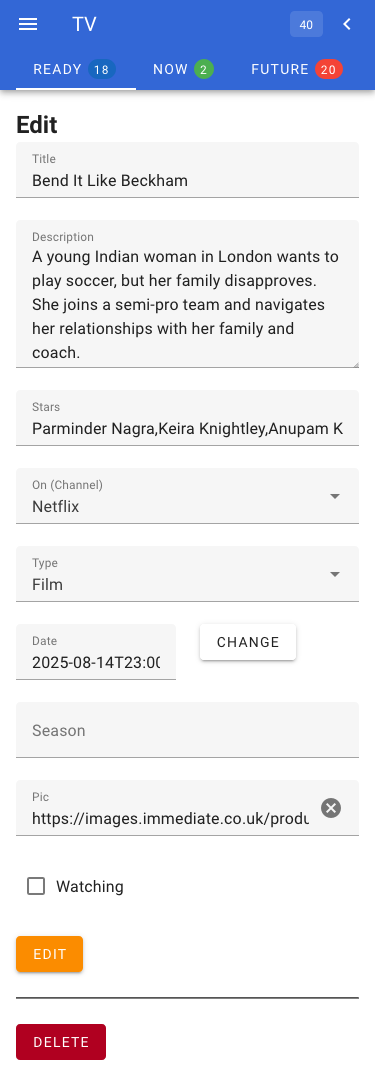 TV
40
READY 18
NOW 2
FUTURE 20
Edit
Title
Bend It Like Beckham
Description
A young Indian woman in London wants to
play soccer, but her family disapproves.
She joins a semi-pro team and navigates
her relationships with her family and
coach.
Stars
Parminder Nagra,Keira Knightley,Anupam K
On (Channel)
Netflix
Type
Film
Date
2025-08-14T23:00
CHANGE
Season
Pic
https://images.immediate.co.uk/produ
Watching
EDIT
DELETE